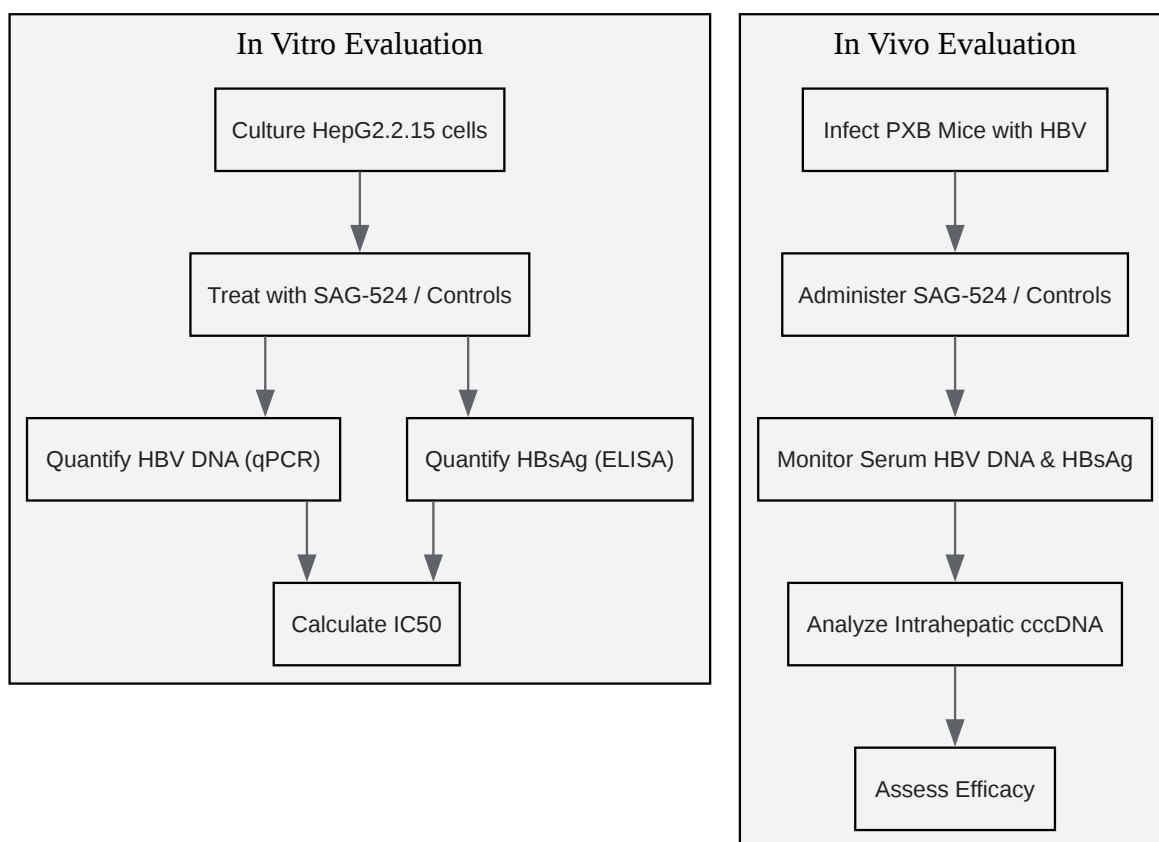 In Vitro Evaluation
Culture HepG2.2.15 cells
Treat with SAG-524 / Controls
Quantify HBV DNA (qPCR)
Quantify HBsAg (ELISA)
Calculate IC50
In Vivo Evaluation
Infect PXB Mice with HBV
Administer SAG-524 / Controls
Monitor Serum HBV DNA & HBsAg
Analyze Intrahepatic cccDNA
Assess Efficacy